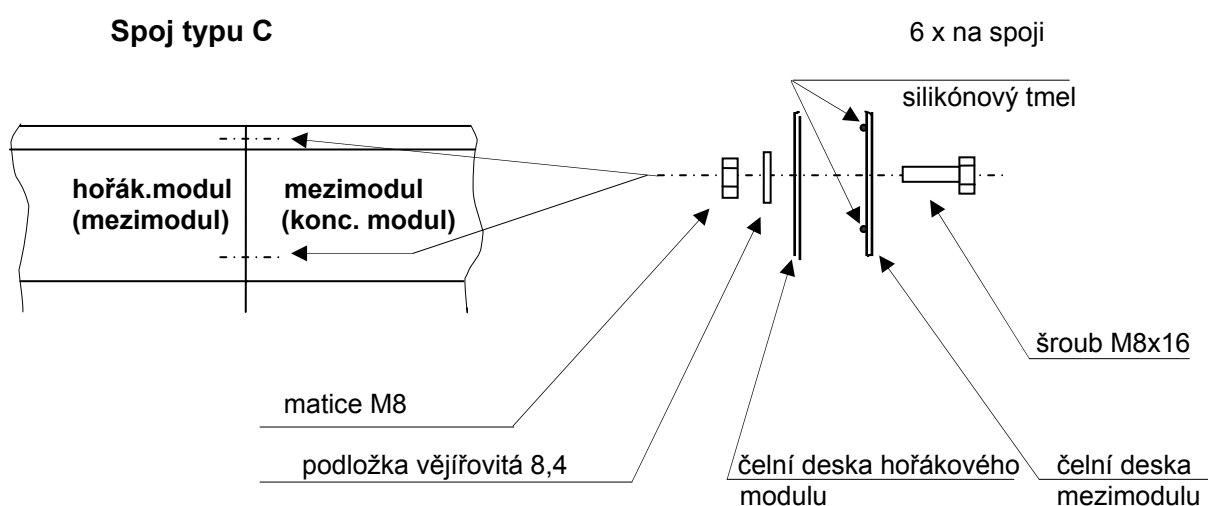 Spoj typu C
6 x na spoji
silikónový tmel
hořák.modul
(mezimodul)
mezimodul
(konc. modul)
šroub M8x16
matice M8
podložka vějířovitá 8,4
čelní deska hořákového
modulu
čelní deska
mezimodulu